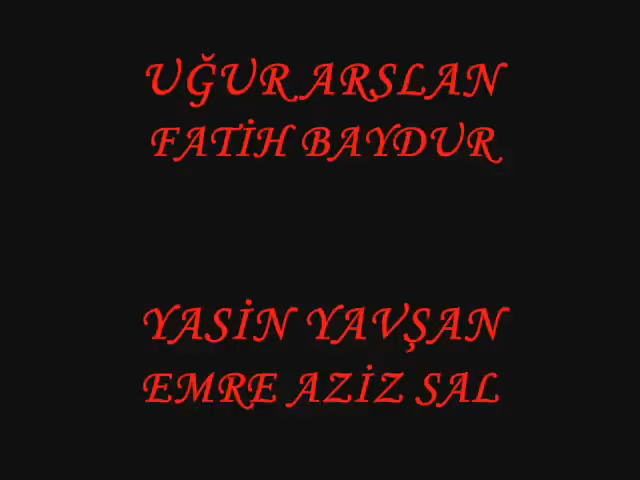 UĞUR ARSLAN
FATİH BAYDUR
YASİN YAVŞAN
EMRE AZİZ SAL